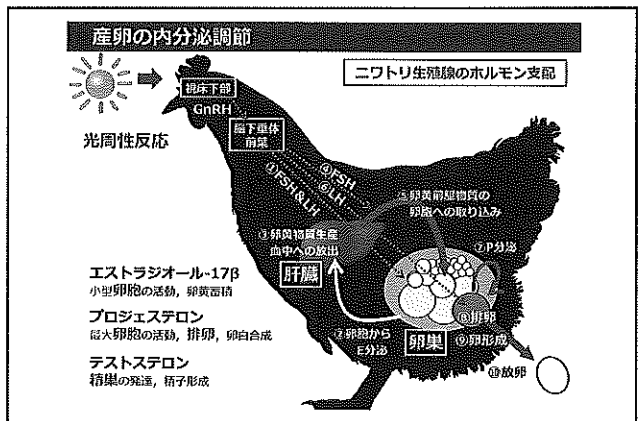 産卵の内分泌調節
ニワトリ生殖腺のホルモン支配
視床下部
GnRH
脳下垂体
前葉
光周性反応
④FSH
⑥LH
①FSH&LH
⑤卵黄前駆物質の
卵胞への取り込み
③卵黄物質生産
血中への放出
⑦P分泌
肝臓
エストラジオール-17β
小型卵胞の活動，卵黄蓄積
⑧排卵
プロジェステロン
最大卵胞の活動，排卵，卵白合成
②卵胞から
E分泌
卵巣
⑨卵形成
テストステロン
精巣の発達，精子形成
⑩放卵